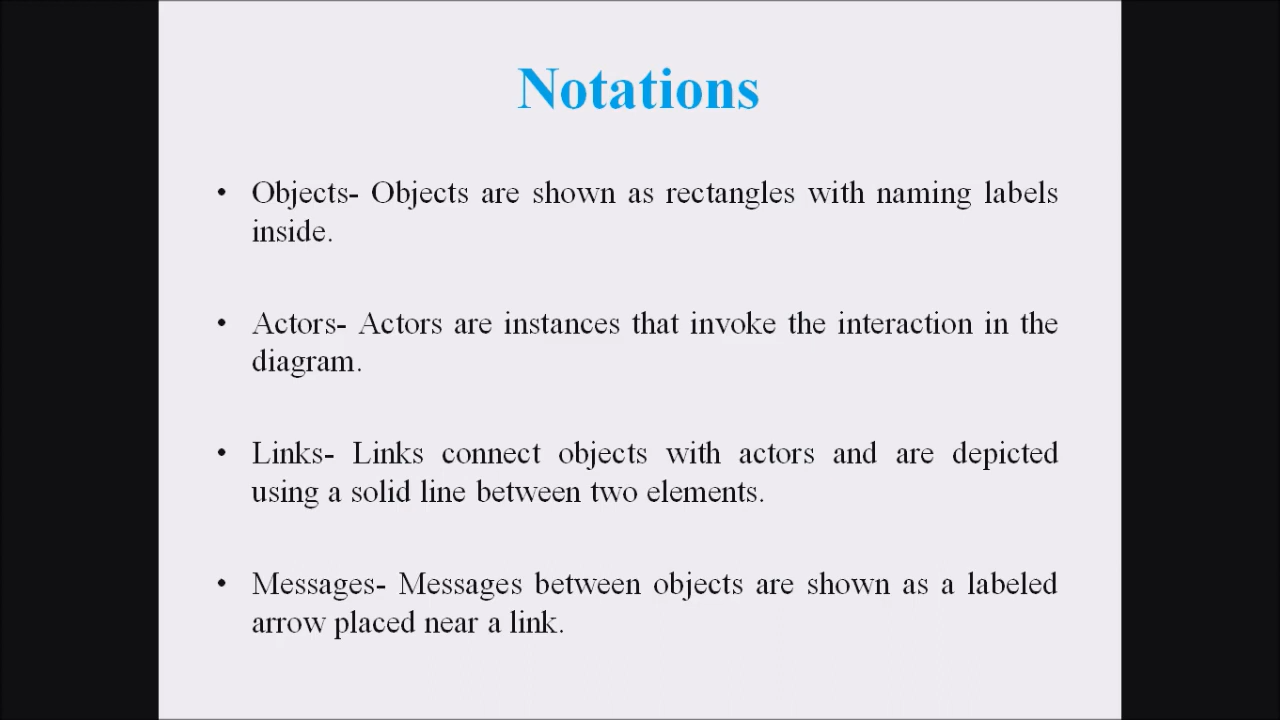 Notations
• Objects- Objects are shown as rectangles with naming labels
inside.
• Actors- Actors are instances that invoke the interaction in the
diagram.
• Links- Links connect objects with actors and are depicted
using a solid line between two elements.
• Messages- Messages between objects are shown as a labeled
arrow placed near a link.